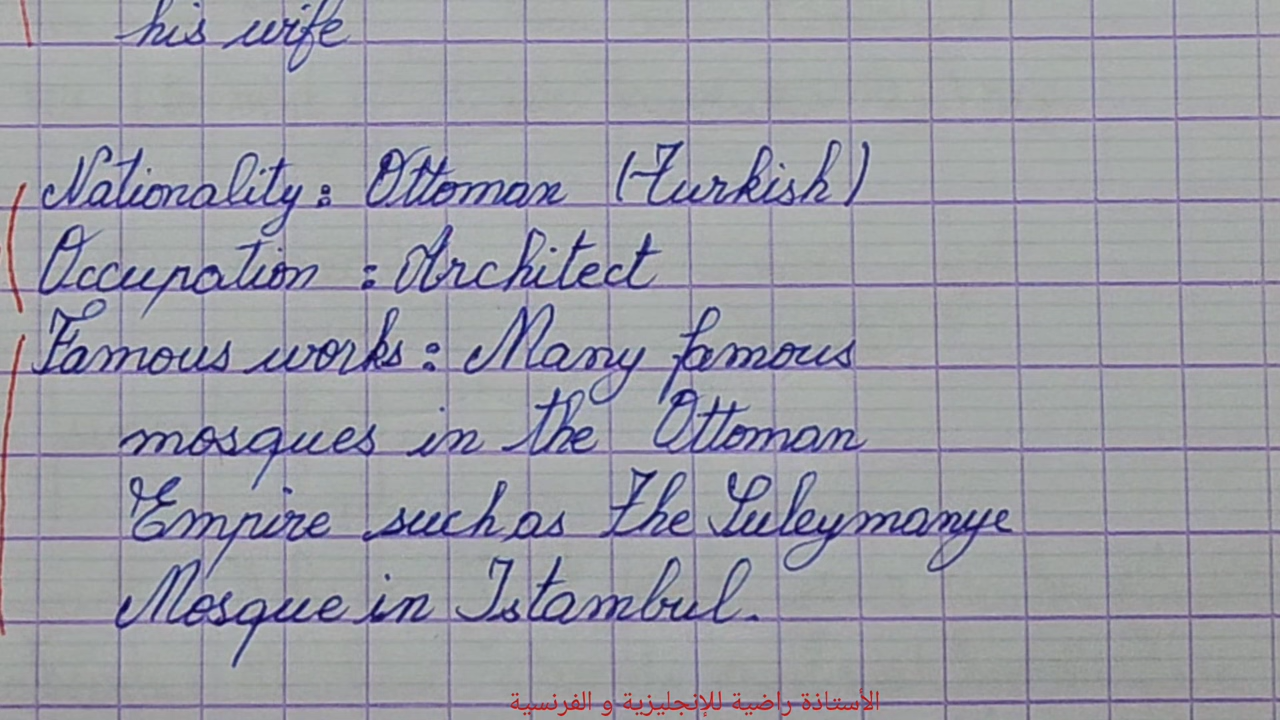 his wife
Nationality: Ottoman (Turkish)
Occupation : Architect
Famous works: Many famous
mosques in the Ottoman
Empire such as The Suleymanye
Mosque in Istambul.
الأستاذة راضية للإنجليزية و الفرنسية